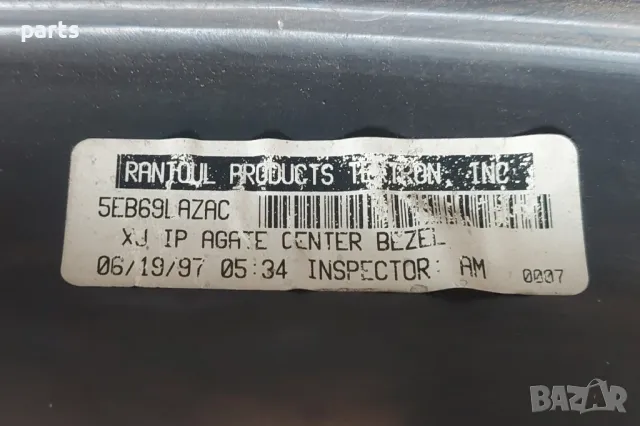 parts
RANTOUL PRODUCTS TEXTRON, INC.
5EB69LAZAC
XJ IP AGATE CENTER BEZEL
06/19/97 05:34 INSPECTOR: AM 0007
BAZAR